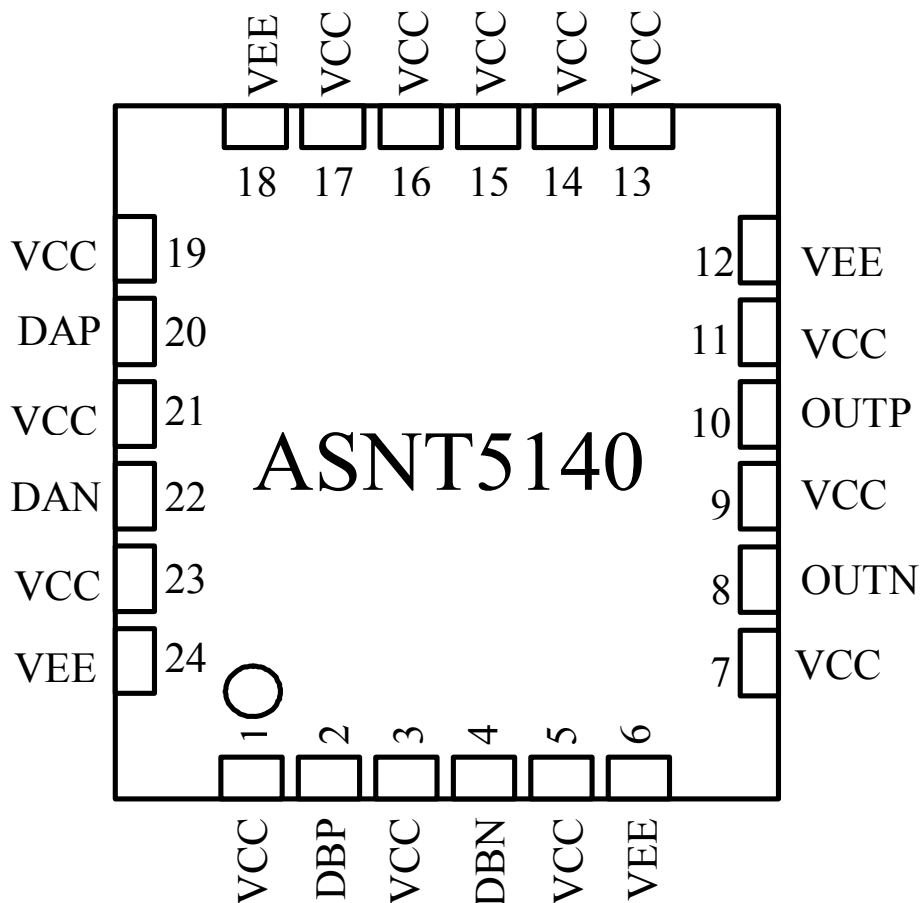 VEE VCC VCC VCC VCC VCC
18 17 16 15 14 13
VCC 19
DAP 20
VCC 21
DAN 22
VCC 23
VEE 24
ASNT5140
12 VEE
11 VCC
10 OUTP
9 VCC
8 OUTN
7 VCC
1 2 3 4 5 6
VCC DBP VCC DBN VCC VEE